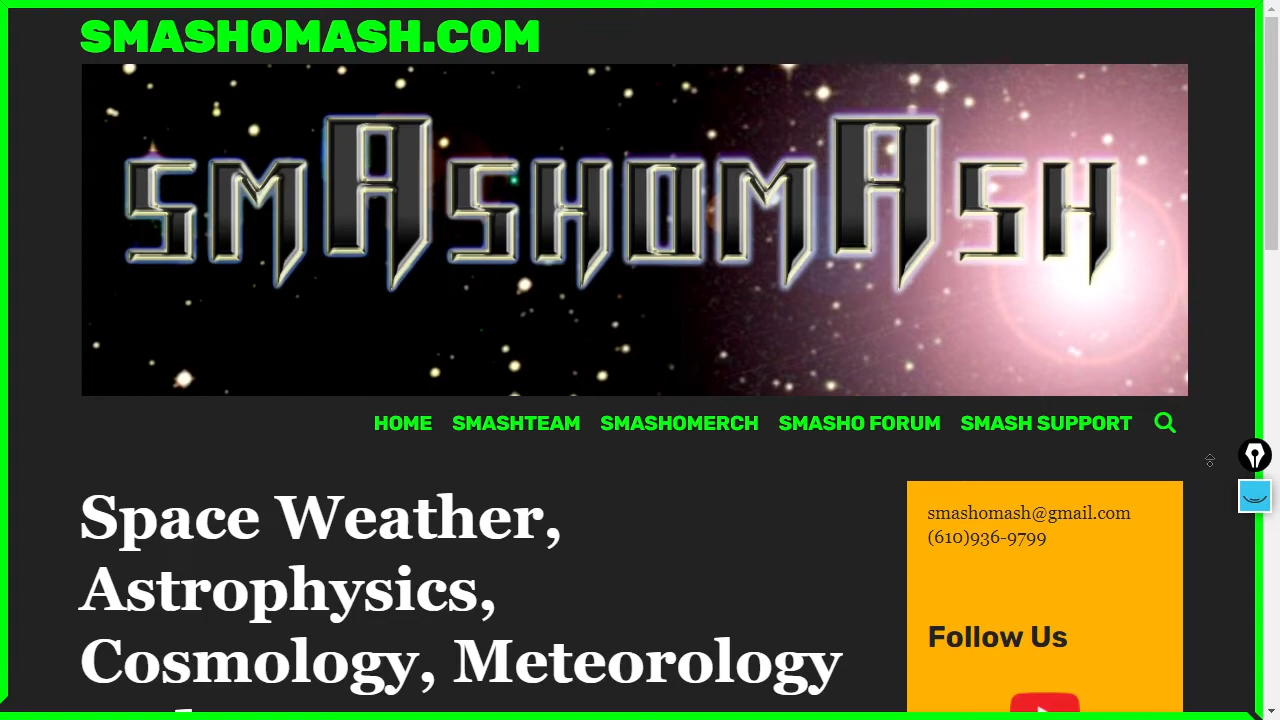 SMASHOMASH.COM
SMASHOMASH
HOME SMASHTEAM SMASHOMERCH SMASHO FORUM SMASH SUPPORT
Space Weather,
Astrophysics,
Cosmology, Meteorology
smashomash@gmail.com
(610)936-9799
Follow Us